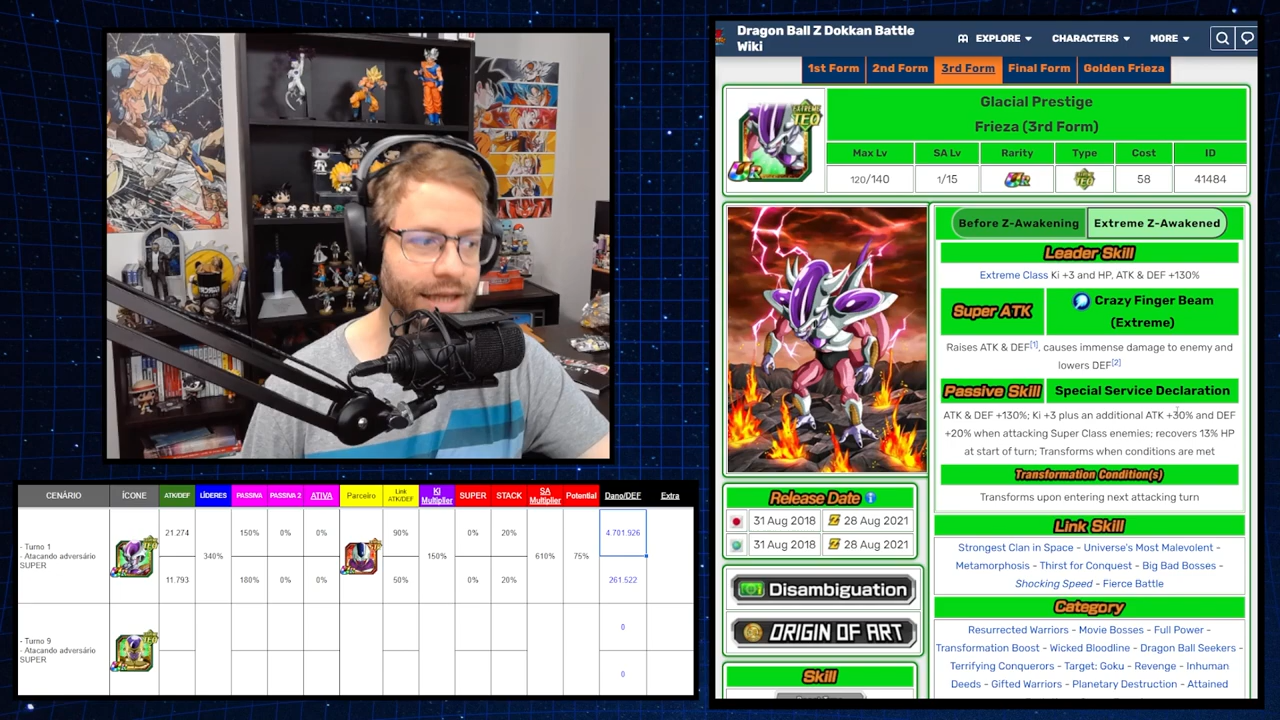 Dragon Ball Z Dokkan Battle
Wiki
EXPLORE
CHARACTERS
MORE
1st Form
2nd Form
3rd Form
Final Form
Golden Frieza
EXTREME
TEQ
UR
Glacial Prestige
Frieza (3rd Form)
Max Lv SA Lv Rarity Type Cost ID
120/140 1/15 UR 58 41484
Before Z-Awakening Extreme Z-Awakened
Leader Skill
Extreme Class Ki +3 and HP, ATK & DEF +130%
Super ATK
Crazy Finger Beam
(Extreme)
Raises ATK & DEF[1], causes immense damage to enemy and
lowers DEF[2]
Passive Skill
Special Service Declaration
ATK & DEF +130%; Ki +3 plus an additional ATK +30% and DEF
+20% when attacking Super Class enemies; recovers 13% HP
at start of turn; Transforms when conditions are met
Transformation Condition(s)
Transforms upon entering next attacking turn
Link Skill
Strongest Clan in Space - Universe's Most Malevolent -
Metamorphosis - Thirst for Conquest - Big Bad Bosses -
Shocking Speed - Fierce Battle
Category
Resurrected Warriors - Movie Bosses - Full Power -
Transformation Boost - Wicked Bloodline - Dragon Ball Seekers -
Terrifying Conquerors - Target: Goku - Revenge - Inhuman
Deeds - Gifted Warriors - Planetary Destruction - Attained
Release Date
31 Aug 2018 Z 28 Aug 2021
31 Aug 2018 Z 28 Aug 2021
Disambiguation
ORIGIN OF ART
Skill
CENÁRIO ÍCONE ATK/DEF LÍDERES PASSIVA PASSIVA 2 ATIVA Parceiro Link ATK/DEF KI Multiplier SUPER STACK SA Multiplier Potential Dano/DEF Extra
- Turno 1
- Atacando adversário
SUPER
21.274 150% 0% 0% 90% 0% 20% 4.701.926
340% 150% 610% 75%
11.793 180% 0% 0% 50% 0% 20% 261.522
- Turno 9
- Atacando adversário
SUPER
0
0